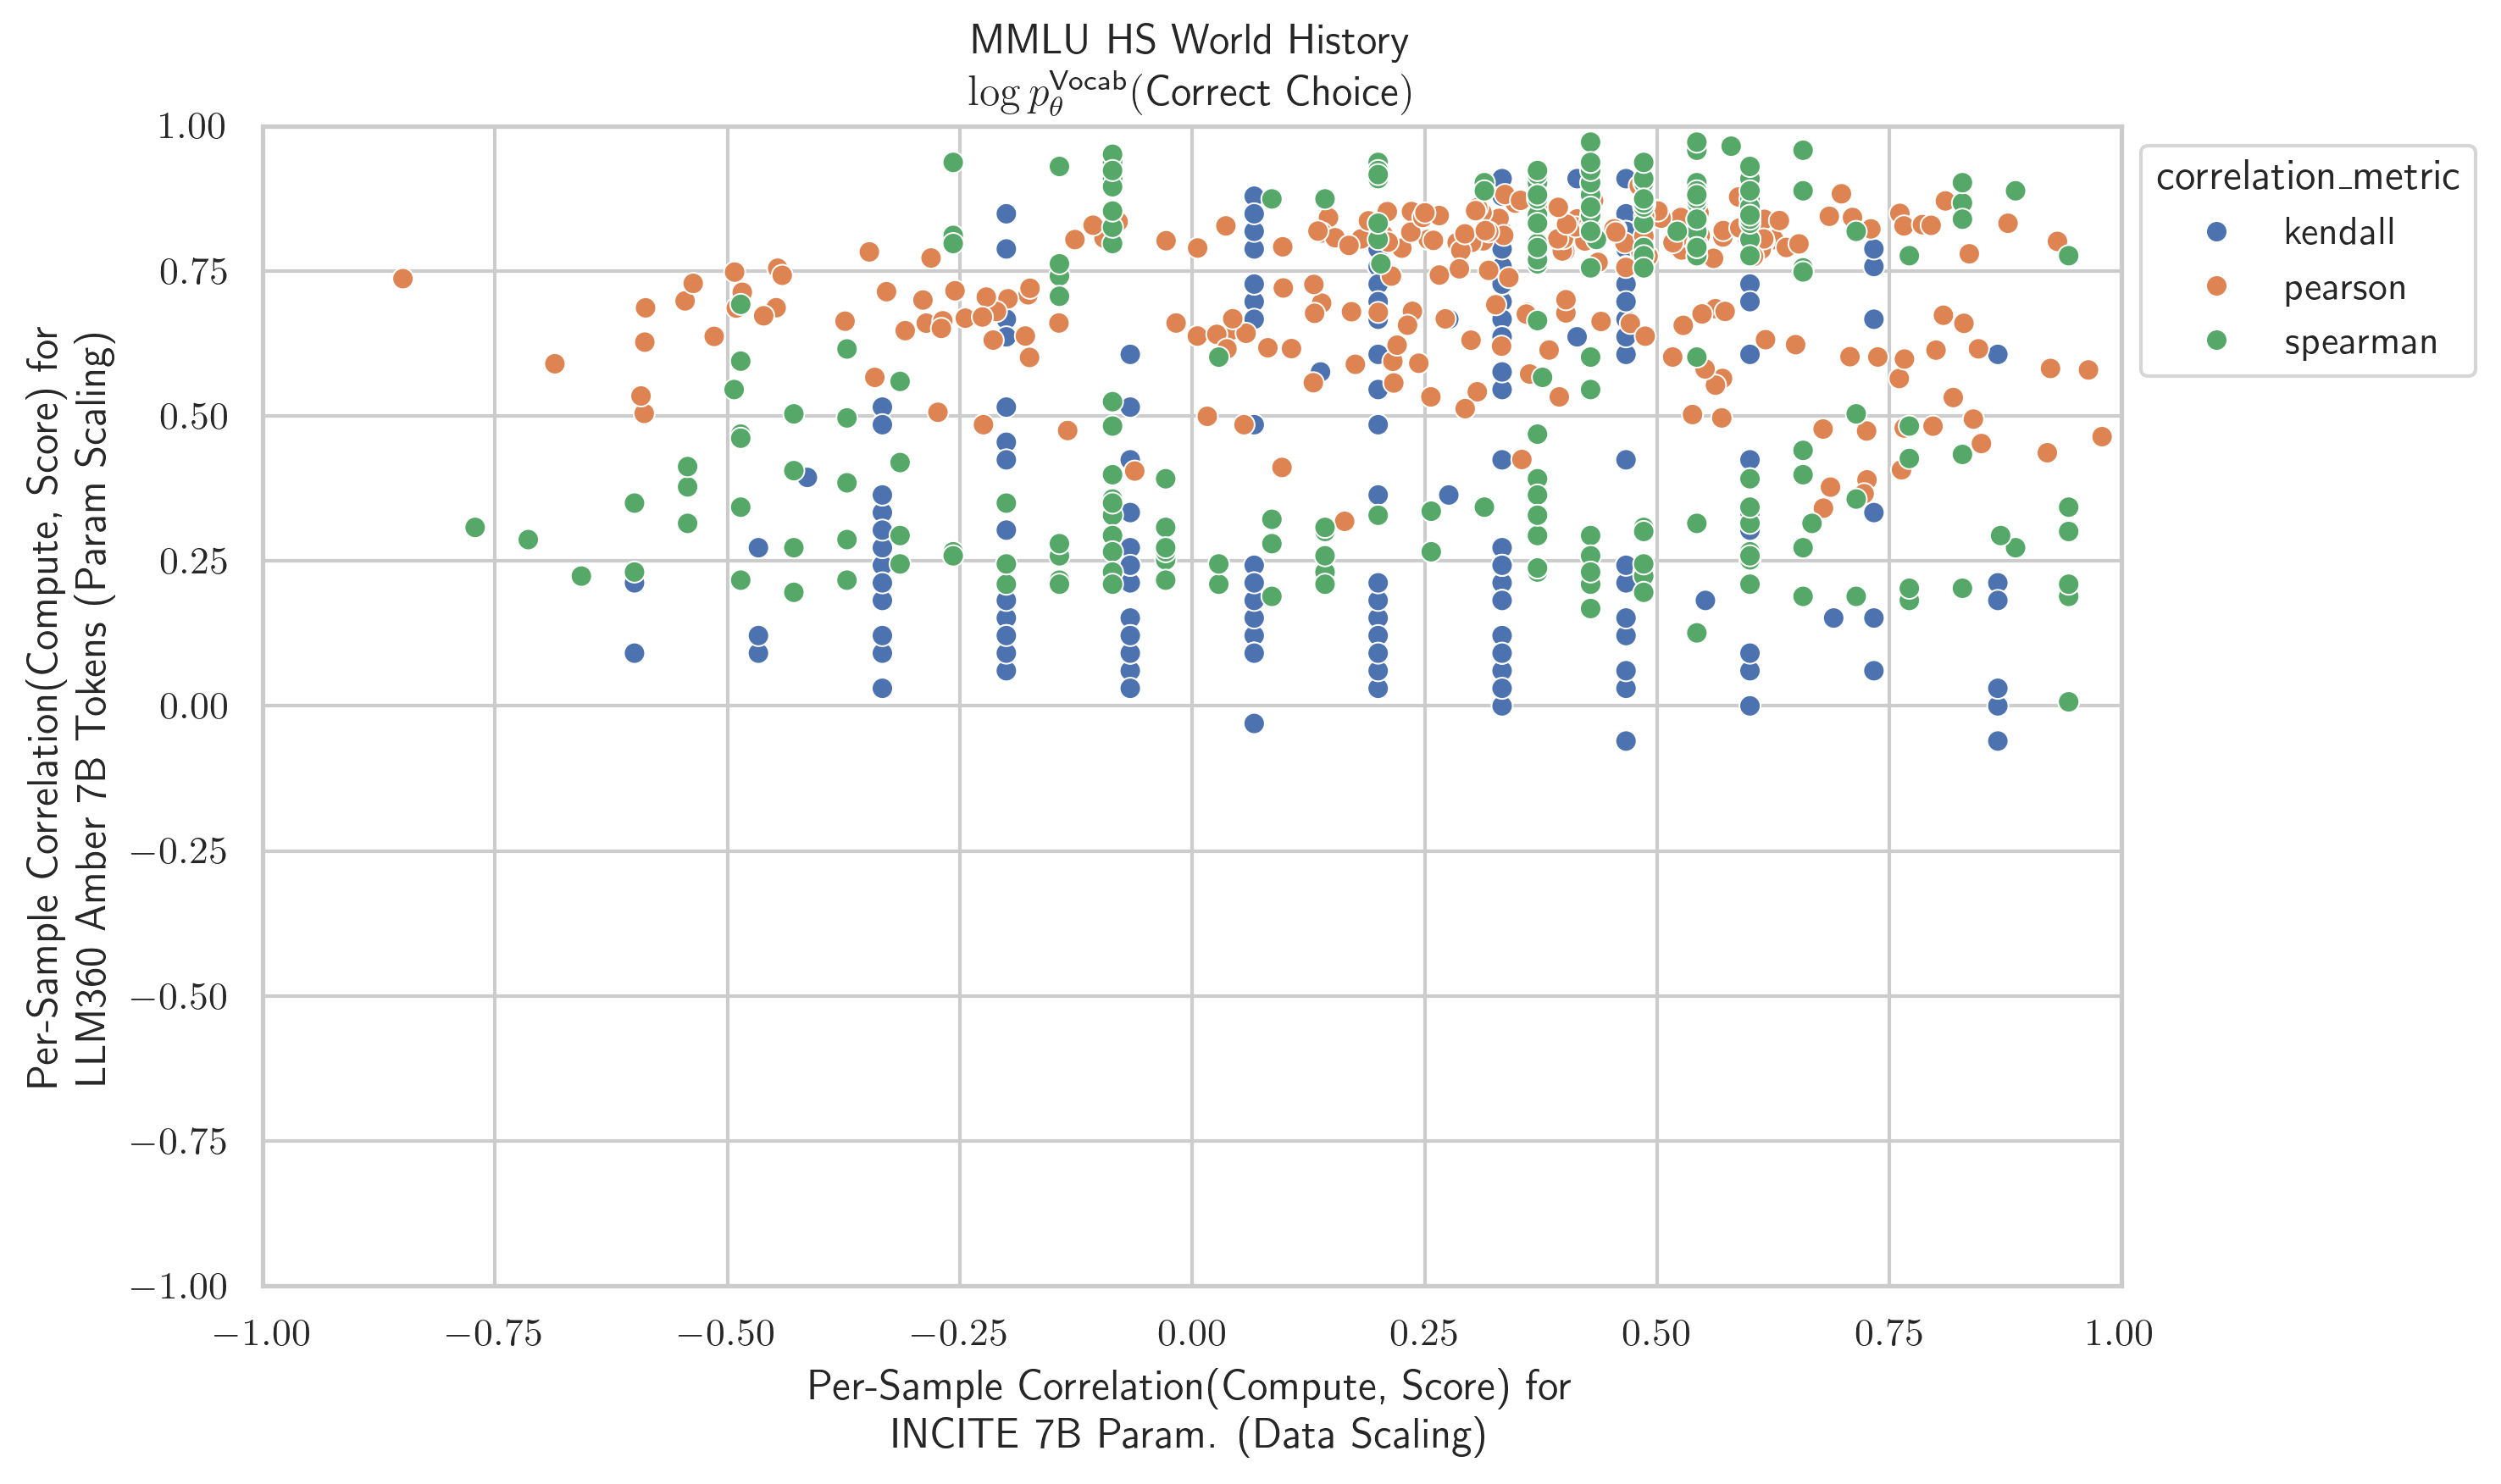 MMLU HS World History
log p_θ^Vocab(Correct Choice)
1.00
0.75
0.50
0.25
0.00
−0.25
−0.50
−0.75
−1.00
Per-Sample Correlation(Compute, Score) for
LLM360 Amber 7B Tokens (Param Scaling)
−1.00
−0.75
−0.50
−0.25
0.00
0.25
0.50
0.75
1.00
Per-Sample Correlation(Compute, Score) for
INCITE 7B Param. (Data Scaling)
correlation_metric
kendall
pearson
spearman